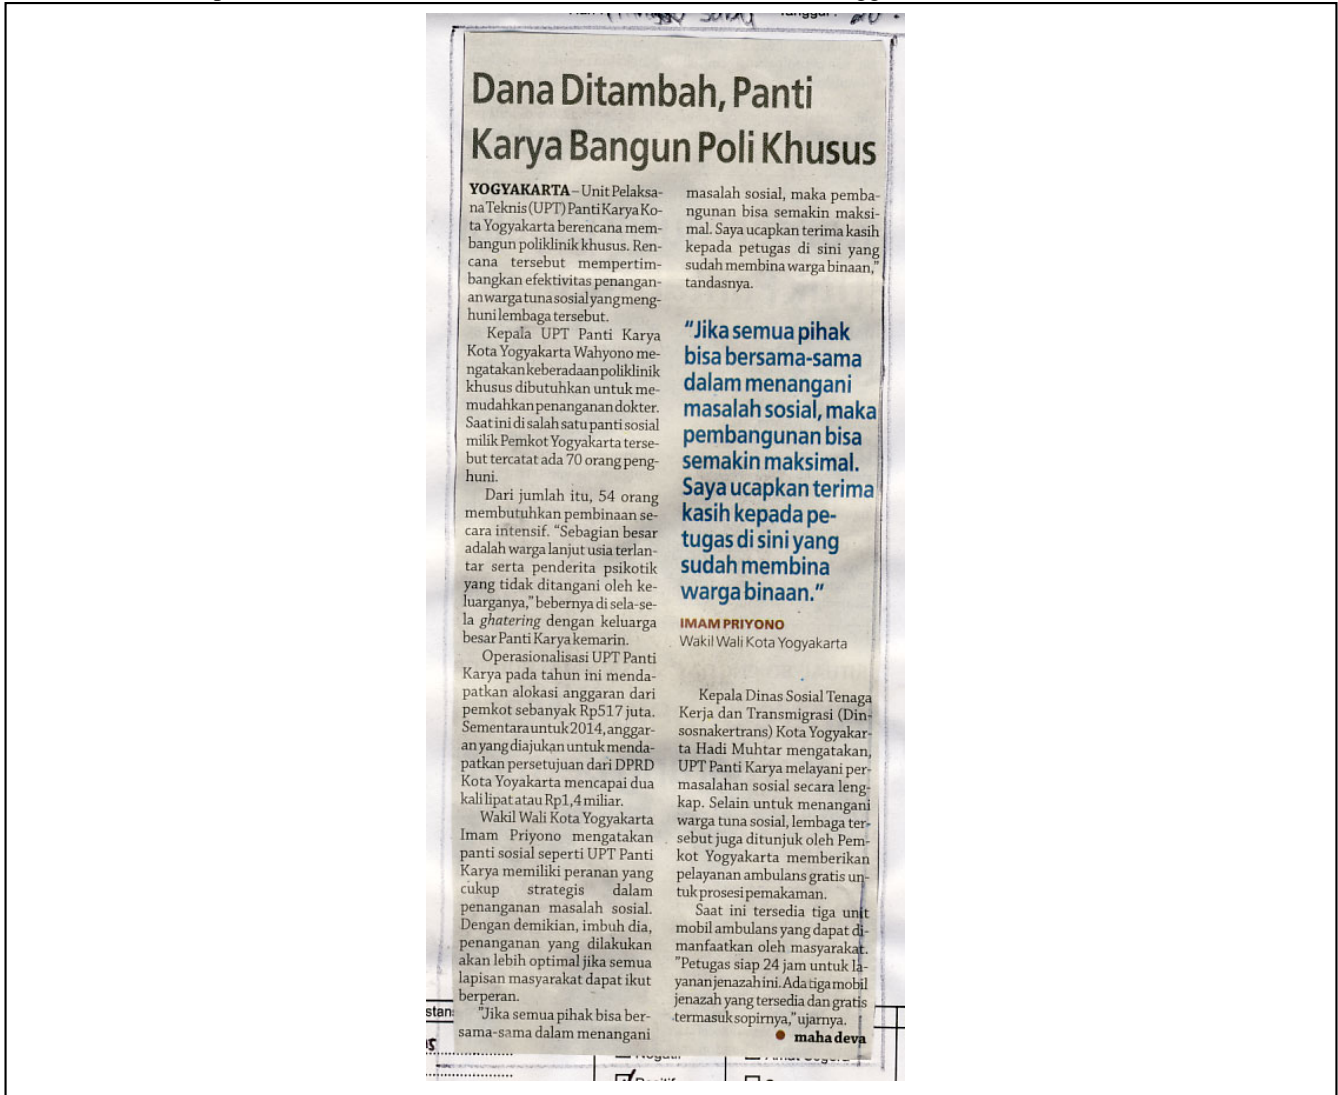 Dana Ditambah, Panti
Karya Bangun Poli Khusus
YOGYAKARTA – Unit Pelaksa-
na Teknis (UPT) Panti Karya Ko-
ta Yogyakarta berencana mem-
bangun poliklinik khusus. Ren-
cana tersebut mempertim-
bangkan efektivitas penangan-
an warga tuna sosial yang meng-
huni lembaga tersebut.
Kepala UPT Panti Karya
Kota Yogyakarta Wahyono me-
ngatakan keberadaan poliklinik
khusus dibutuhkan untuk me-
mudahkan penanganan dokter.
Saat ini di salah satu panti sosial
milik Pemkot Yogyakarta terse-
but tercatat ada 70 orang peng-
huni.
Dari jumlah itu, 54 orang
membutuhkan pembinaan se-
cara intensif. "Sebagian besar
adalah warga lanjut usia terlan-
tar serta penderita psikotik
yang tidak ditangani oleh ke-
luarganya," bebernya di sela-se-
la ghatering dengan keluarga
besar Panti Karya kemarin.
Operasionalisasi UPT Panti
Karya pada tahun ini menda-
patkan alokasi anggaran dari
pemkot sebanyak Rp517 juta.
Sementara untuk 2014, anggar-
an yang diajukan untuk menda-
patkan persetujuan dari DPRD
Kota Yoyakarta mencapai dua
kali lipat atau Rp1,4 miliar.
Wakil Wali Kota Yogyakarta
Imam Priyono mengatakan
panti sosial seperti UPT Panti
Karya memiliki peranan yang
cukup strategis dalam
penanganan masalah sosial.
Dengan demikian, imbuh dia,
penanganan yang dilakukan
akan lebih optimal jika semua
lapisan masyarakat dapat ikut
berperan.
"Jika semua pihak bisa ber-
sama-sama dalam menangani
masalah sosial, maka pemba-
ngunan bisa semakin maksi-
mal. Saya ucapkan terima kasih
kepada petugas di sini yang
sudah membina warga binaan,"
tandasnya.
"Jika semua pihak
bisa bersama-sama
dalam menangani
masalah sosial, maka
pembangunan bisa
semakin maksimal.
Saya ucapkan terima
kasih kepada pe-
tugas di sini yang
sudah membina
warga binaan."
IMAM PRIYONO
Wakil Wali Kota Yogyakarta
Kepala Dinas Sosial Tenaga
Kerja dan Transmigrasi (Din-
sosnakertrans) Kota Yogyakar-
ta Hadi Muhtar mengatakan,
UPT Panti Karya melayani per-
masalahan sosial secara leng-
kap. Selain untuk menangani
warga tuna sosial, lembaga ter-
sebut juga ditunjuk oleh Pem-
kot Yogyakarta memberikan
pelayanan ambulans gratis un-
tuk prosesi pemakaman.
Saat ini tersedia tiga unit
mobil ambulans yang dapat di-
manfaatkan oleh masyarakat.
"Petugas siap 24 jam untuk la-
yanan jenazah ini. Ada tiga mobil
jenazah yang tersedia dan gratis
termasuk sopirnya," ujarnya.
● maha deva